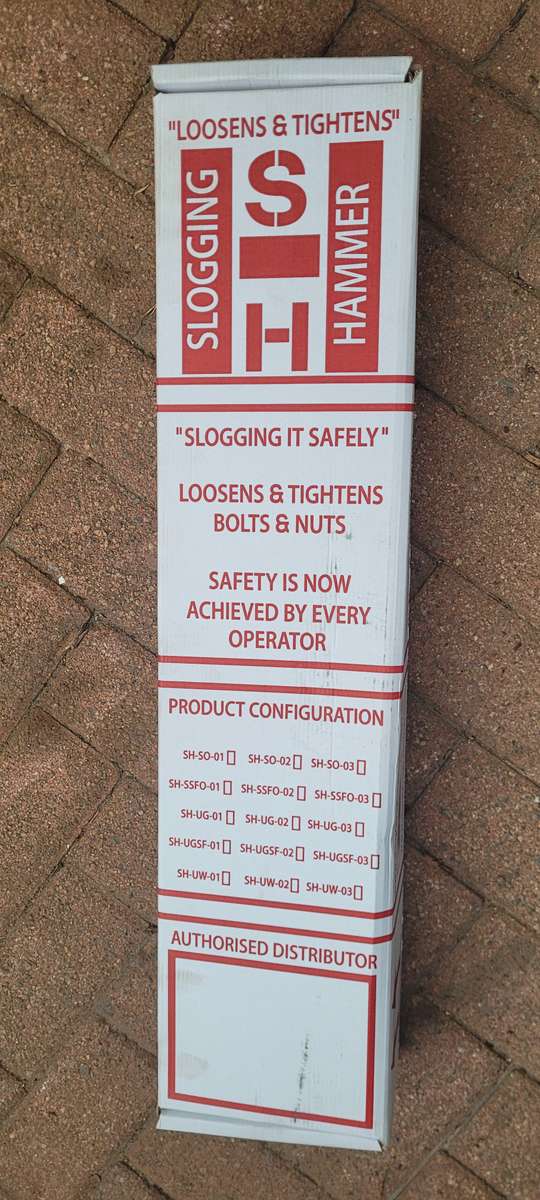 "LOOSENS & TIGHTENS"
SLOGGING
SH
HAMMER
"SLOGGING IT SAFELY"
LOOSENS & TIGHTENS
BOLTS & NUTS
SAFETY IS NOW
ACHIEVED BY EVERY
OPERATOR
PRODUCT CONFIGURATION
SH-SO-01 SH-SO-02 SH-SO-03
SH-SSFO-01 SH-SSFO-02 SH-SSFO-03
SH-UG-01 SH-UG-02 SH-UG-03
SH-UGSF-01 SH-UGSF-02 SH-UGSF-03
SH-UW-01 SH-UW-02 SH-UW-03
AUTHORISED DISTRIBUTOR